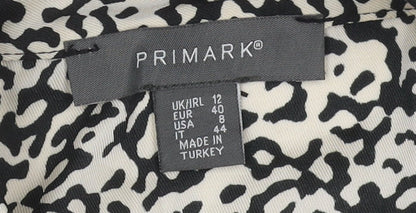 PRIMARK®
UK/IRL 12
EUR 40
USA 8
IT 44
MADE IN
TURKEY